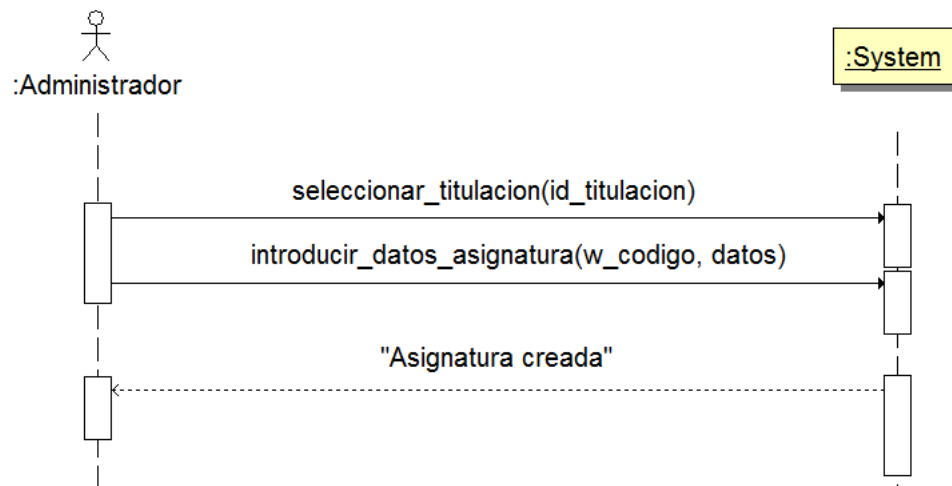 :Administrador
:System
seleccionar_titulacion(id_titulacion)
introducir_datos_asignatura(w_codigo, datos)
"Asignatura creada"